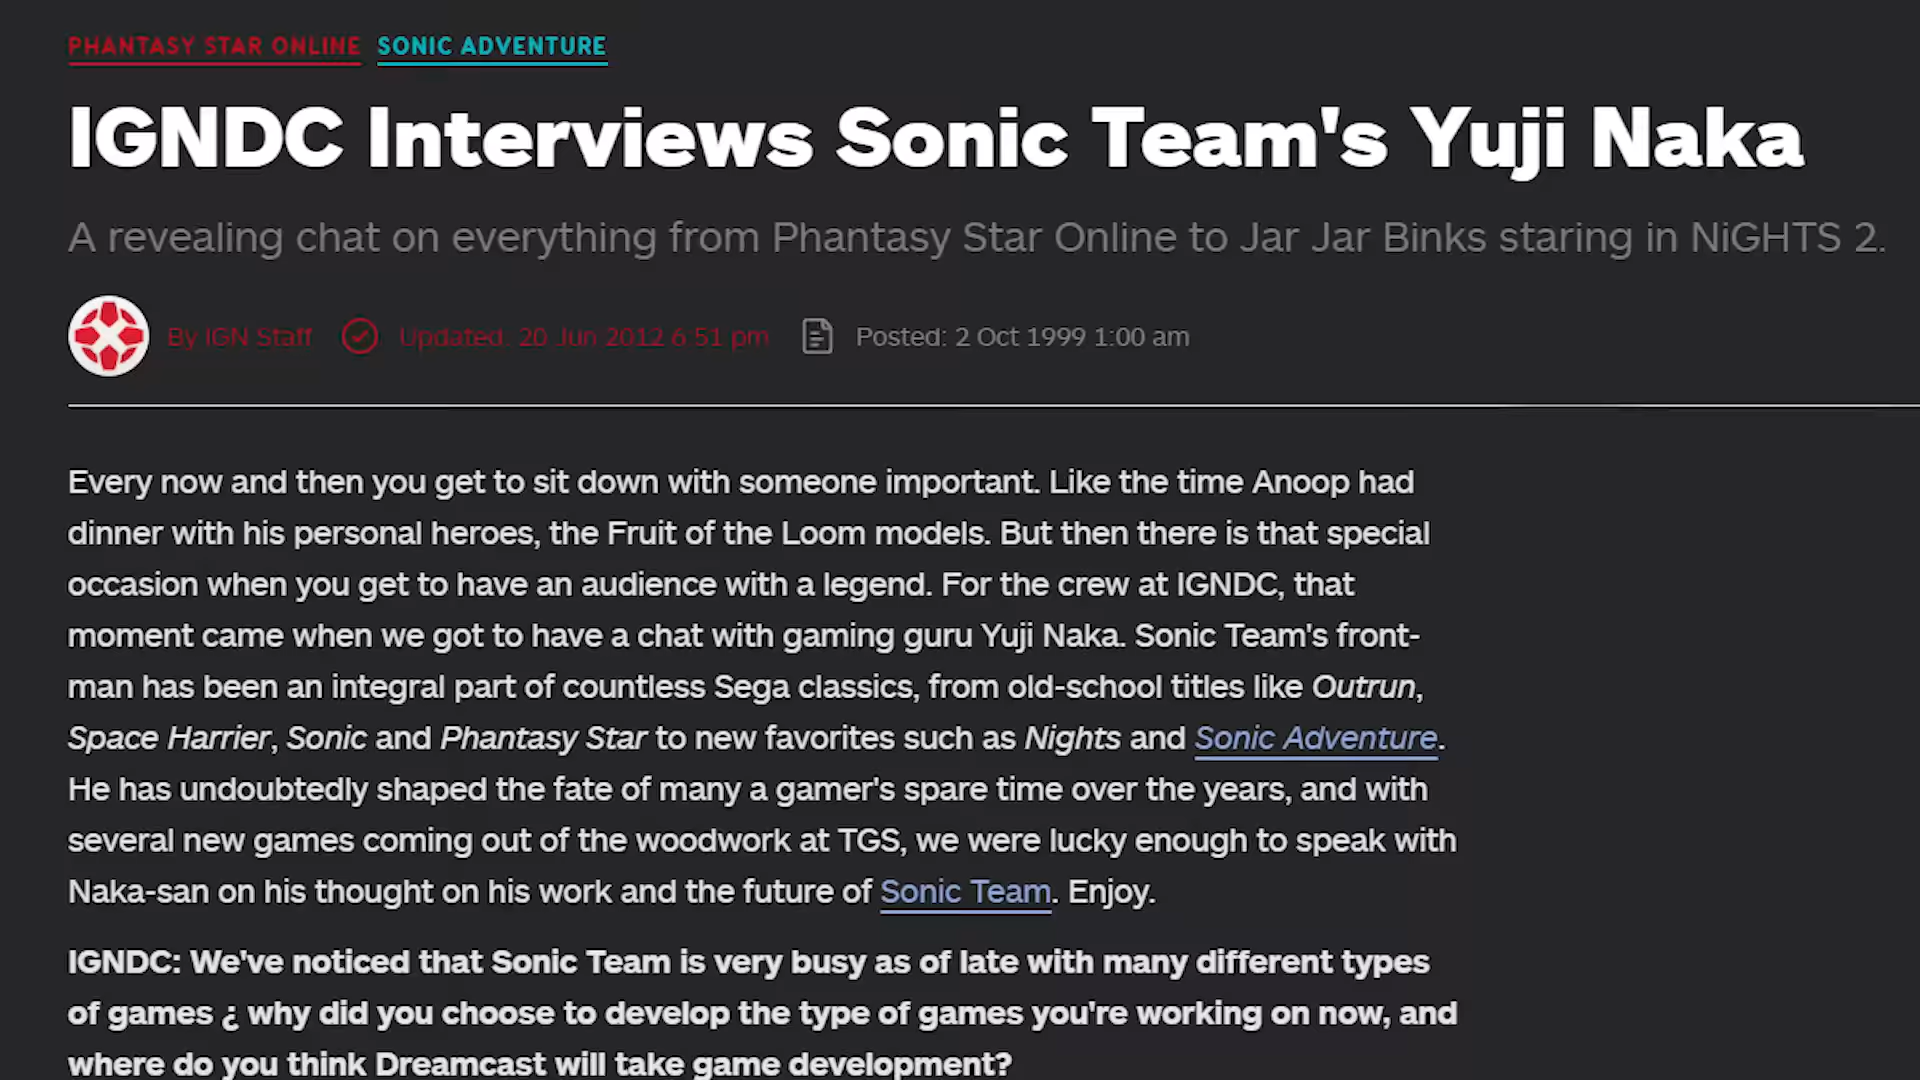 PHANTASY STAR ONLINE SONIC ADVENTURE
IGNDC Interviews Sonic Team's Yuji Naka
A revealing chat on everything from Phantasy Star Online to Jar Jar Binks staring in NiGHTS 2.
By IGN Staff Updated: 20 Jun 2012 6:51 pm Posted: 2 Oct 1999 1:00 am
Every now and then you get to sit down with someone important. Like the time Anoop had
dinner with his personal heroes, the Fruit of the Loom models. But then there is that special
occasion when you get to have an audience with a legend. For the crew at IGNDC, that
moment came when we got to have a chat with gaming guru Yuji Naka. Sonic Team's front-
man has been an integral part of countless Sega classics, from old-school titles like Outrun,
Space Harrier, Sonic and Phantasy Star to new favorites such as Nights and Sonic Adventure.
He has undoubtedly shaped the fate of many a gamer's spare time over the years, and with
several new games coming out of the woodwork at TGS, we were lucky enough to speak with
Naka-san on his thought on his work and the future of Sonic Team. Enjoy.
IGNDC: We've noticed that Sonic Team is very busy as of late with many different types
of games ¿ why did you choose to develop the type of games you're working on now, and
where do you think Dreamcast will take game development?